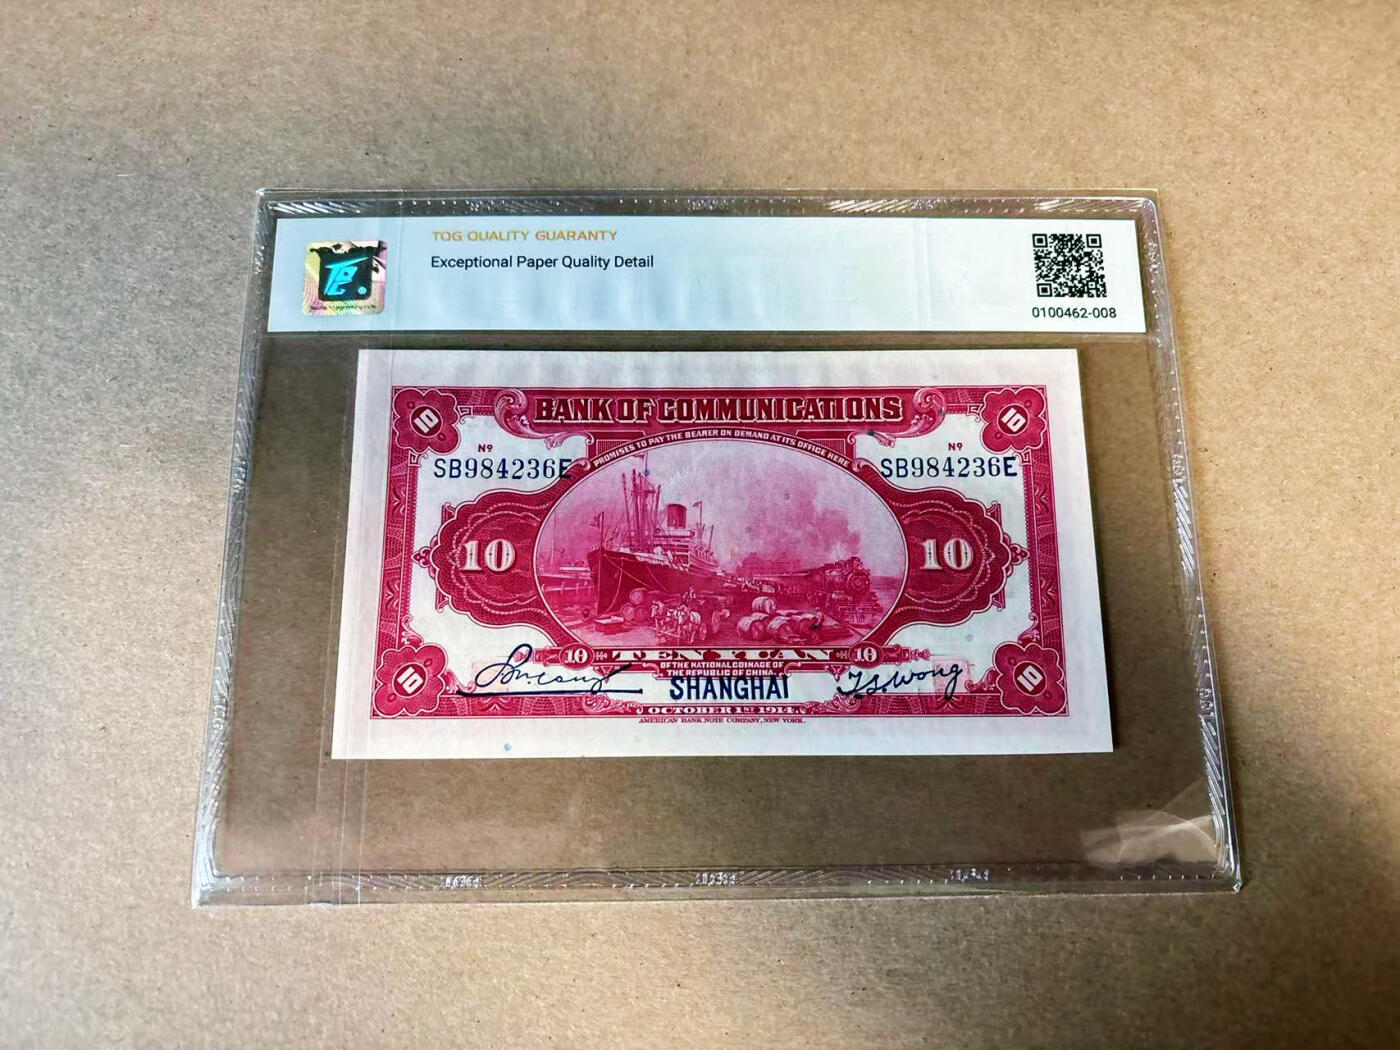 TQG QUALITY GUARANTY
Exceptional Paper Quality Detail
0100462-008
10 BANK OF COMMUNICATIONS 10
PROMISES TO PAY THE BEARER ON DEMAND AT ITS OFFICE HERE
Nº Nº
SB984236E SB984236E
10 10
10 TEN YUAN 10
OF THE NATIONAL COINAGE OF
THE REPUBLIC OF CHINA.
10 SHANGHAI T.S. Wong 10
OCTOBER 1ST 1914.
AMERICAN BANK NOTE COMPANY, NEW YORK.